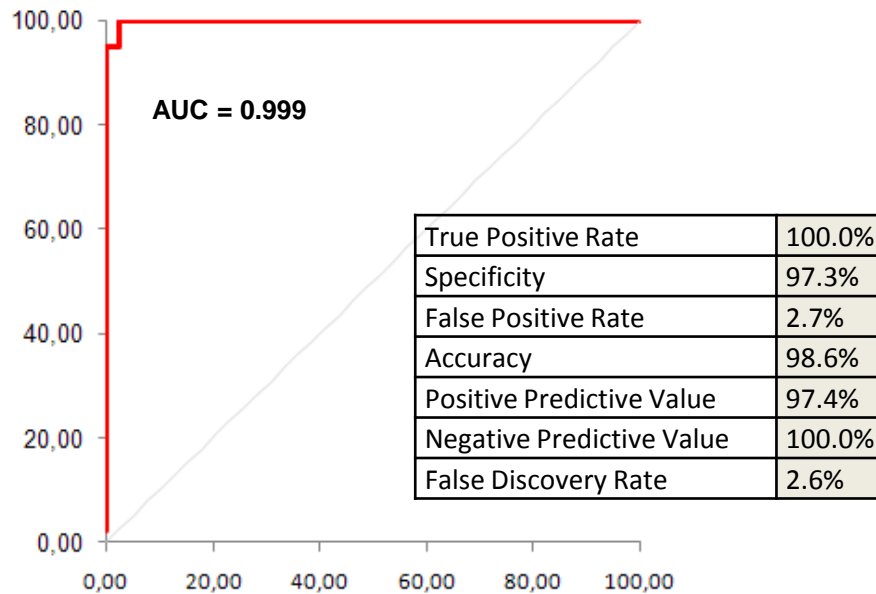 100,00
AUC = 0.999
80,00
60,00
True Positive Rate 100.0%
Specificity 97.3%
False Positive Rate 2.7%
40,00
Accuracy 98.6%
Positive Predictive Value 97.4%
20,00
Negative Predictive Value 100.0%
False Discovery Rate 2.6%
0,00
0,00 20,00 40,00 60,00 80,00 100,00